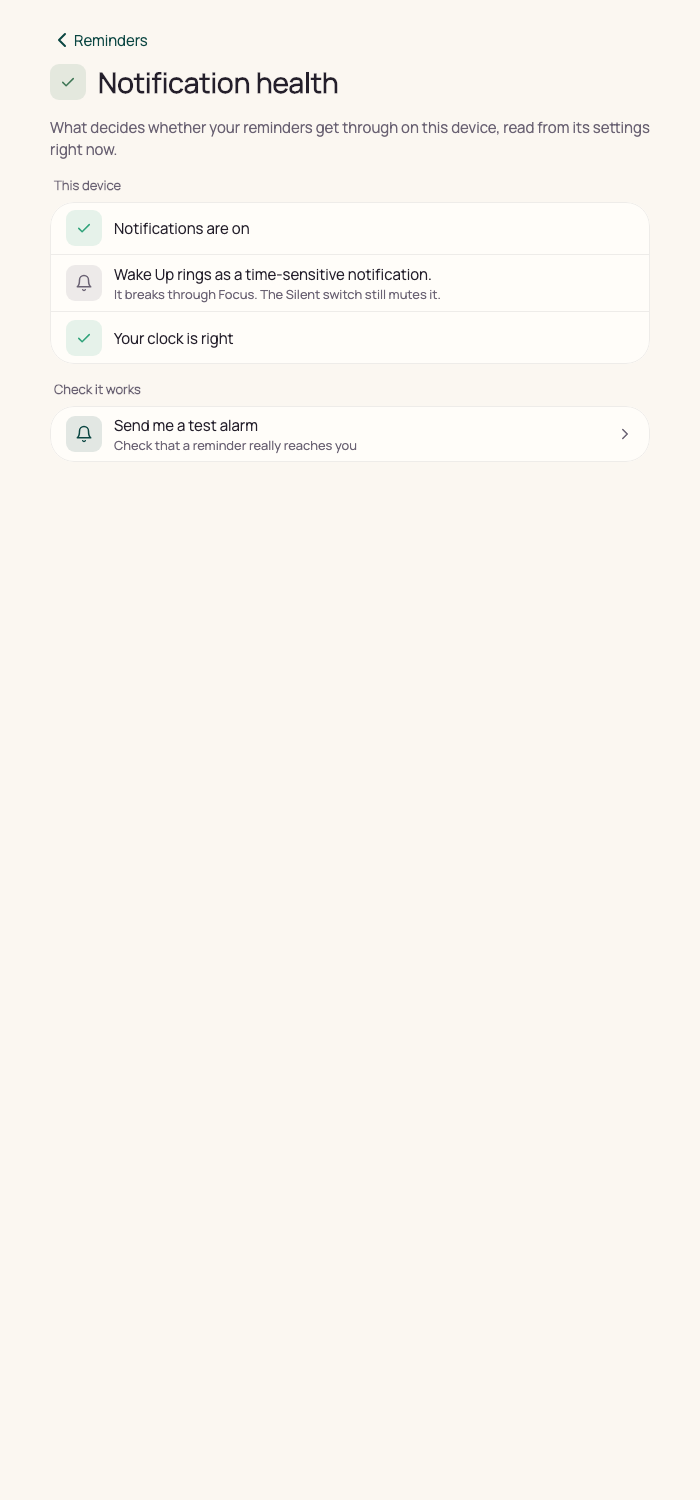 Reminders
Notification health
What decides whether your reminders get through on this device, read from its settings
right now.
This device
Notifications are on
Wake Up rings as a time-sensitive notification.
It breaks through Focus. The Silent switch still mutes it.
Your clock is right
Check it works
Send me a test alarm
Check that a reminder really reaches you